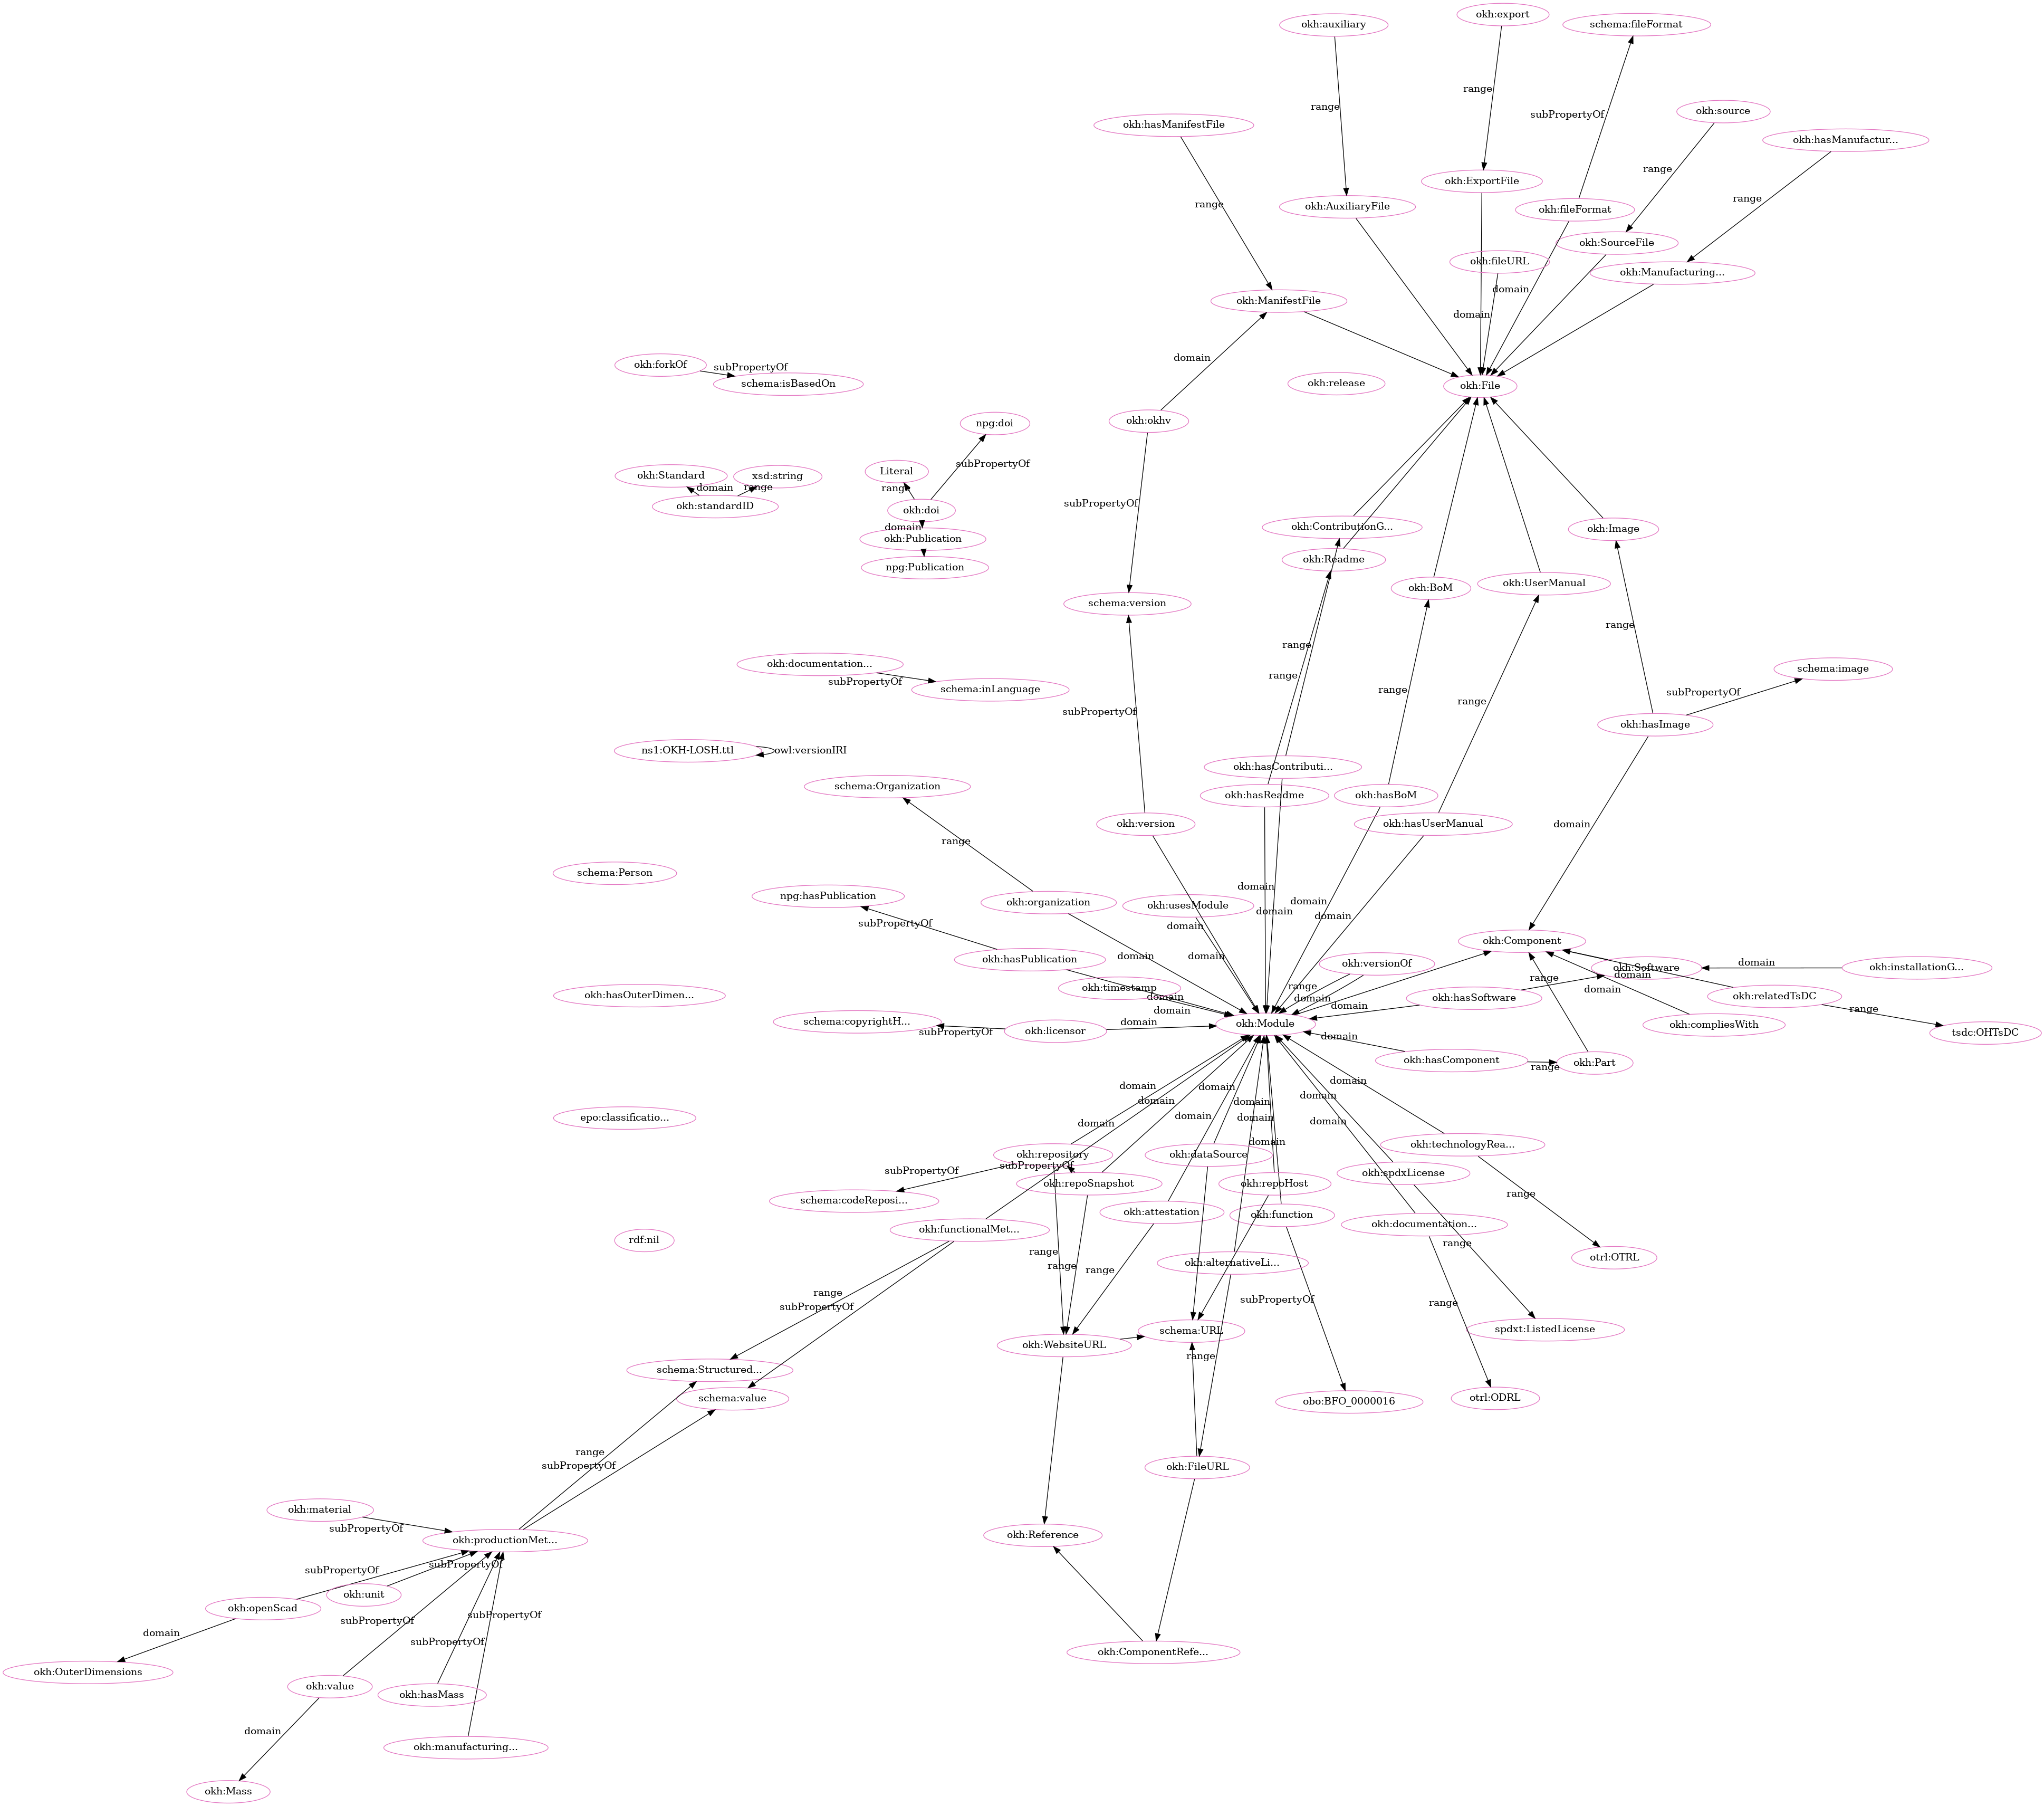 okh:export
okh:auxiliary
schema:fileFormat
range
range
subPropertyOf
okh:source
okh:hasManifestFile
okh:hasManufactur...
range
okh:ExportFile
range
range
okh:AuxiliaryFile
okh:fileFormat
okh:SourceFile
okh:fileURL
okh:Manufacturing...
domain
okh:ManifestFile
domain
domain
okh:forkOf
subPropertyOf
schema:isBasedOn
okh:release
okh:File
okh:okhv
npg:doi
subPropertyOf
Literal
okh:Standard
xsd:string
domain
range
range
okh:standardID
subPropertyOf
okh:doi
domain
okh:Publication
okh:ContributionG...
okh:Image
okh:Readme
npg:Publication
okh:UserManual
okh:BoM
schema:version
range
range
okh:documentation...
schema:image
range
subPropertyOf
schema:inLanguage
range
subPropertyOf
range
subPropertyOf
okh:hasImage
ns1:OKH-LOSH.ttl
owl:versionIRI
okh:hasContributi...
schema:Organization
okh:hasReadme
okh:hasBoM
okh:version
okh:hasUserManual
domain
range
schema:Person
domain
npg:hasPublication
okh:organization
okh:usesModule
domain
domain
domain
subPropertyOf
domain
okh:Component
domain
domain
okh:hasPublication
okh:versionOf
okh:Software
domain
okh:installationG...
range
domain
okh:timestamp
range
domain
okh:hasOuterDimen...
domain
domain
okh:hasSoftware
okh:relatedTsDC
domain
domain
range
schema:copyrightH...
subPropertyOf
okh:licensor
domain
okh:Module
okh:compliesWith
tsdc:OHTsDC
domain
okh:hasComponent
range
okh:Part
domain
domain
domain
domain
domain
domain
epo:classificatio...
domain
domain
domain
domain
domain
okh:technologyRea...
okh:repository
okh:dataSource
subPropertyOf
subPropertyOf
okh:spdxLicense
okh:repoSnapshot
okh:repoHost
range
schema:codeReposi...
okh:attestation
okh:function
okh:documentation...
okh:functionalMet...
rdf:nil
range
range
otrl:OTRL
range
range
range
subPropertyOf
subPropertyOf
range
schema:URL
spdxt:ListedLicense
okh:WebsiteURL
okh:alternativeLi...
range
schema:Structured...
schema:value
obo:BFO_0000016
otrl:ODRL
range
subPropertyOf
okh:FileURL
okh:material
subPropertyOf
okh:Reference
okh:productionMet...
subPropertyOf
subPropertyOf
okh:unit
okh:openScad
subPropertyOf
subPropertyOf
domain
subPropertyOf
okh:ComponentRefe...
okh:OuterDimensions
okh:value
okh:hasMass
domain
okh:manufacturing...
okh:Mass